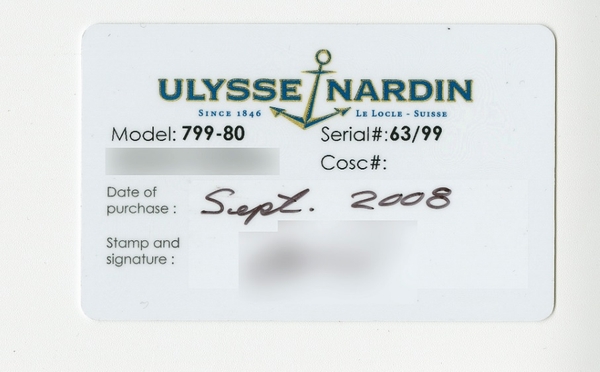 ULYSSE NARDIN
SINCE 1846 LE LOCLE - SUISSE
Model: 799-80 Serial#:63/99
Cosc#:
Date of
purchase : Sept. 2008
Stamp and
signature :